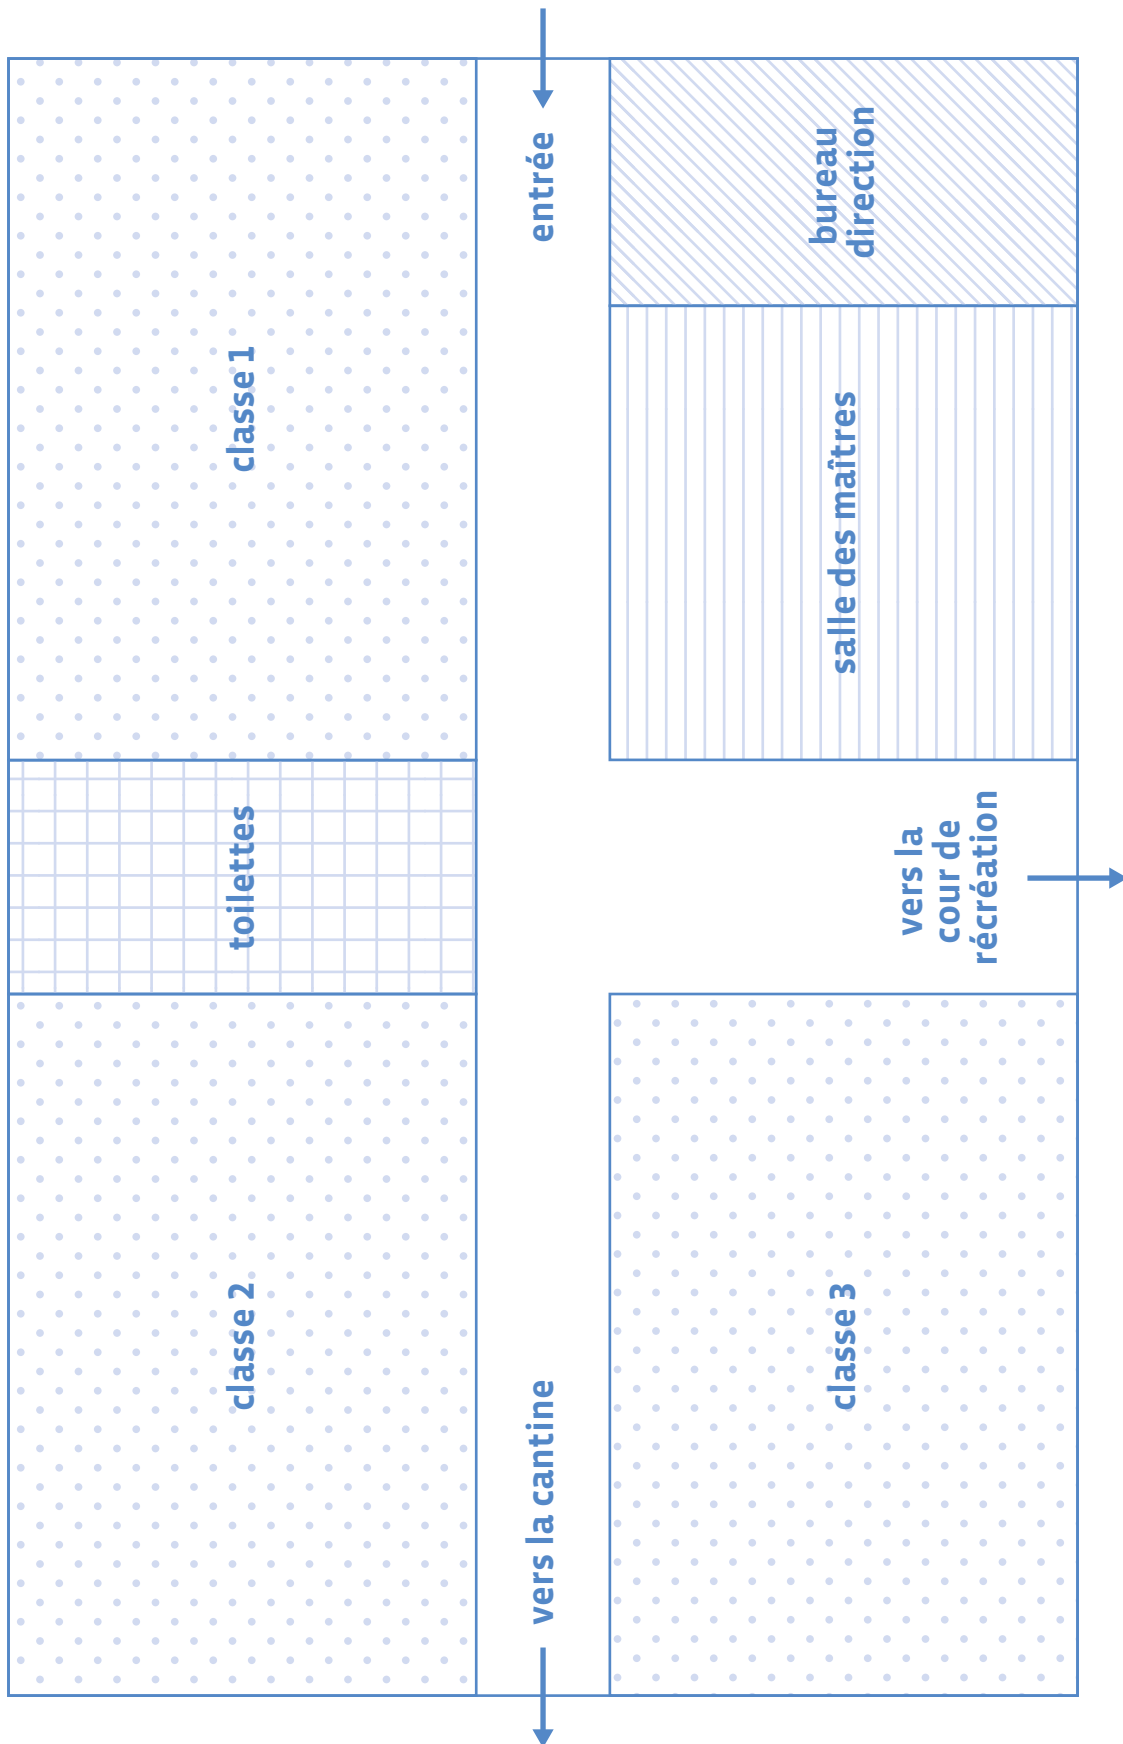 entrée
bureau
direction
classe 1
salle des maîtres
toilettes
vers la
cour de
récréation
classe 2
classe 3
vers la cantine